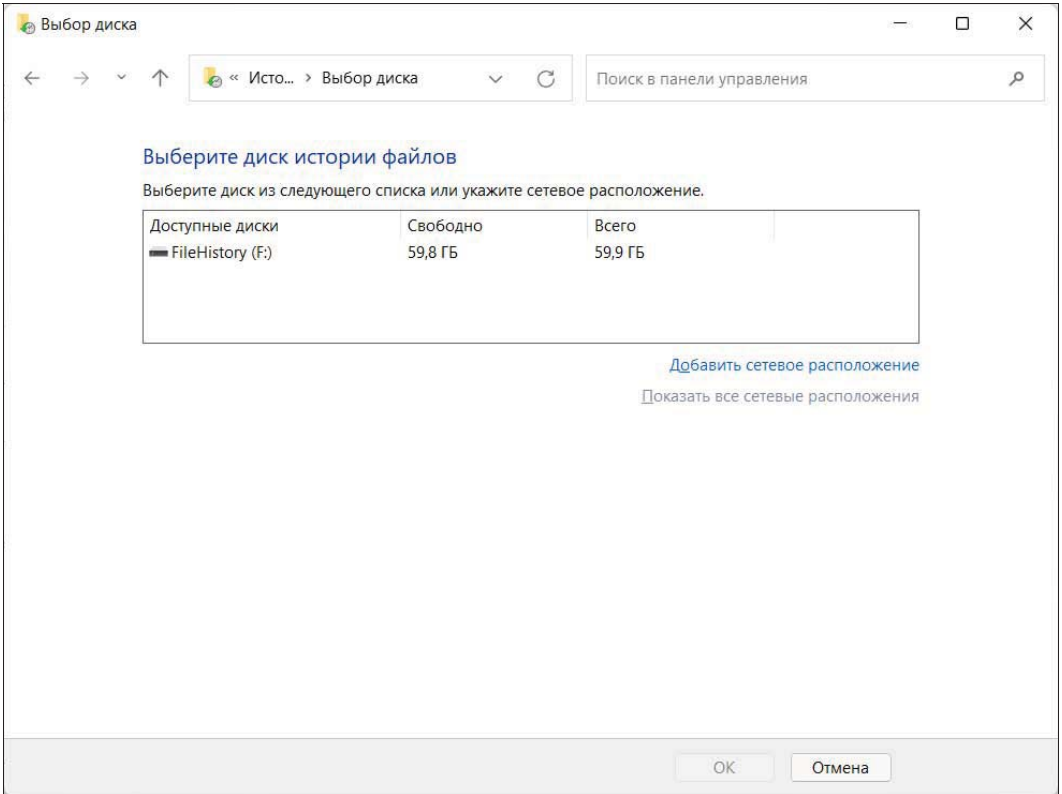 Выбор диска
« Исто... › Выбор диска
Поиск в панели управления
Выберите диск истории файлов
Выберите диск из следующего списка или укажите сетевое расположение.
Доступные диски Свободно Всего
FileHistory (F:) 59,8 ГБ 59,9 ГБ
Добавить сетевое расположение
Показать все сетевые расположения
ОК Отмена